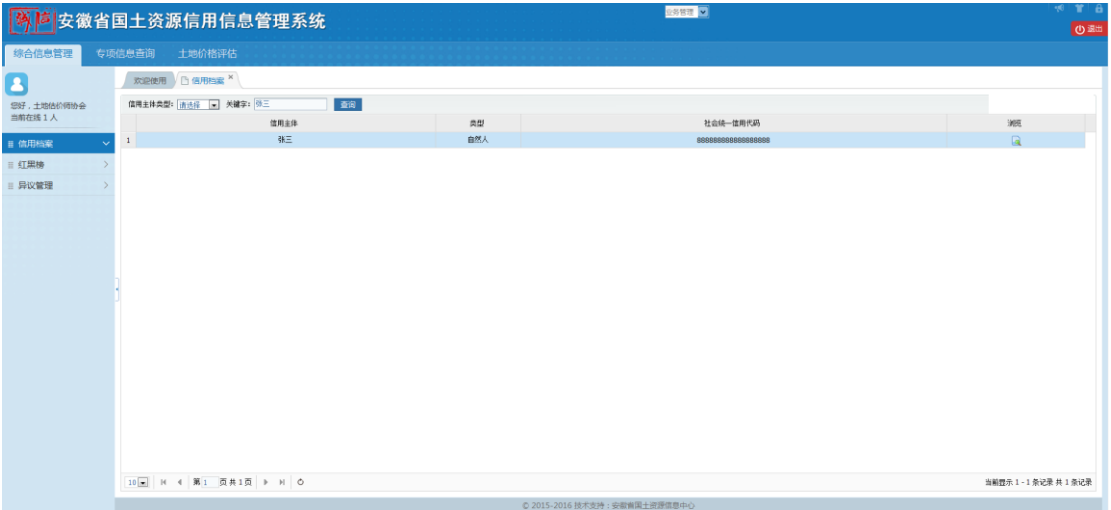 诚信 安徽省国土资源信用信息管理系统
业务管理
退出
综合信息管理 专项信息查询 土地价格评估
欢迎使用 信用档案 ×
您好，土地估价师协会
当前在线 1 人
信用主体类型: 请选择 关键字: 张三 查询
信用主体 类型 社会统一信用代码 浏览
信用档案
1 张三 自然人
红黑榜
异议管理
10 第 1 页 共 1 页 当前显示 1 - 1 条记录 共 1 条记录
© 2015-2016 技术支持：安徽省国土资源信息中心